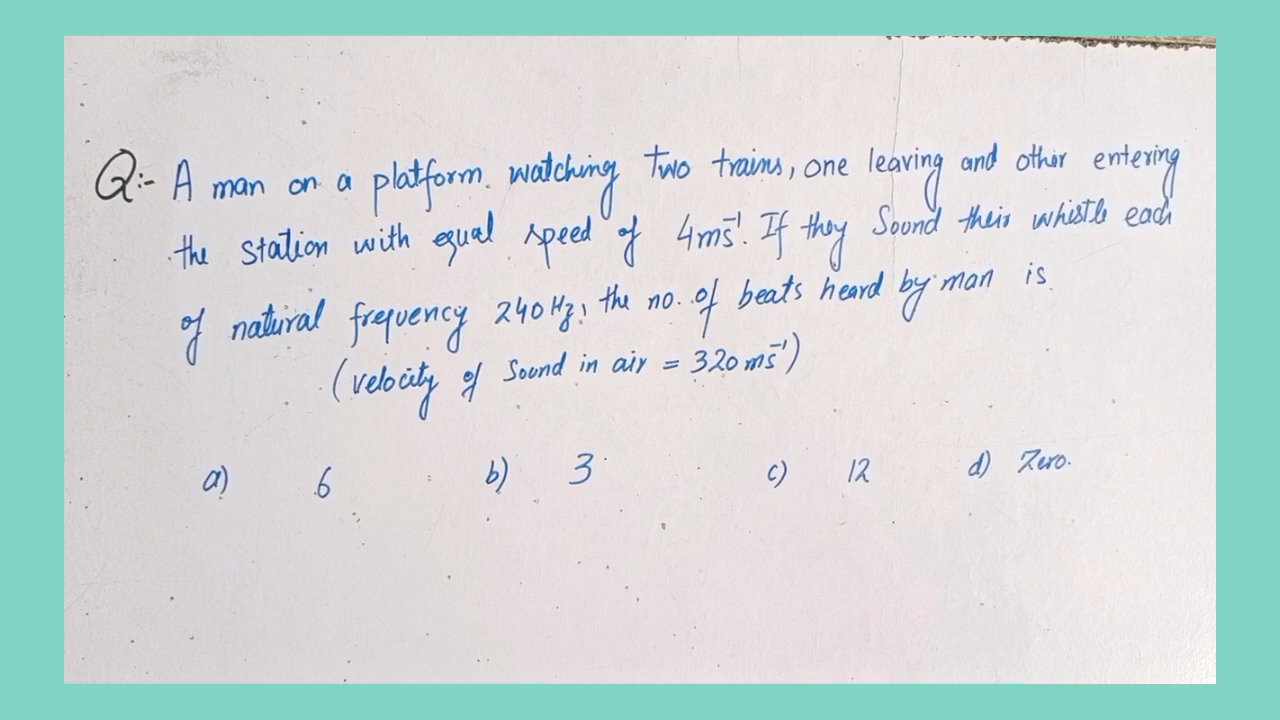 Q:- A man on a platform watching two trains, one leaving and other entering
the station with equal speed of 4ms⁻¹. If they Sound their whistle each
of natural frequency 240Hz, the no. of beats heard by man is.
(velocity of Sound in air = 320ms⁻¹)
a) 6 b) 3 c) 12 d) Zero.